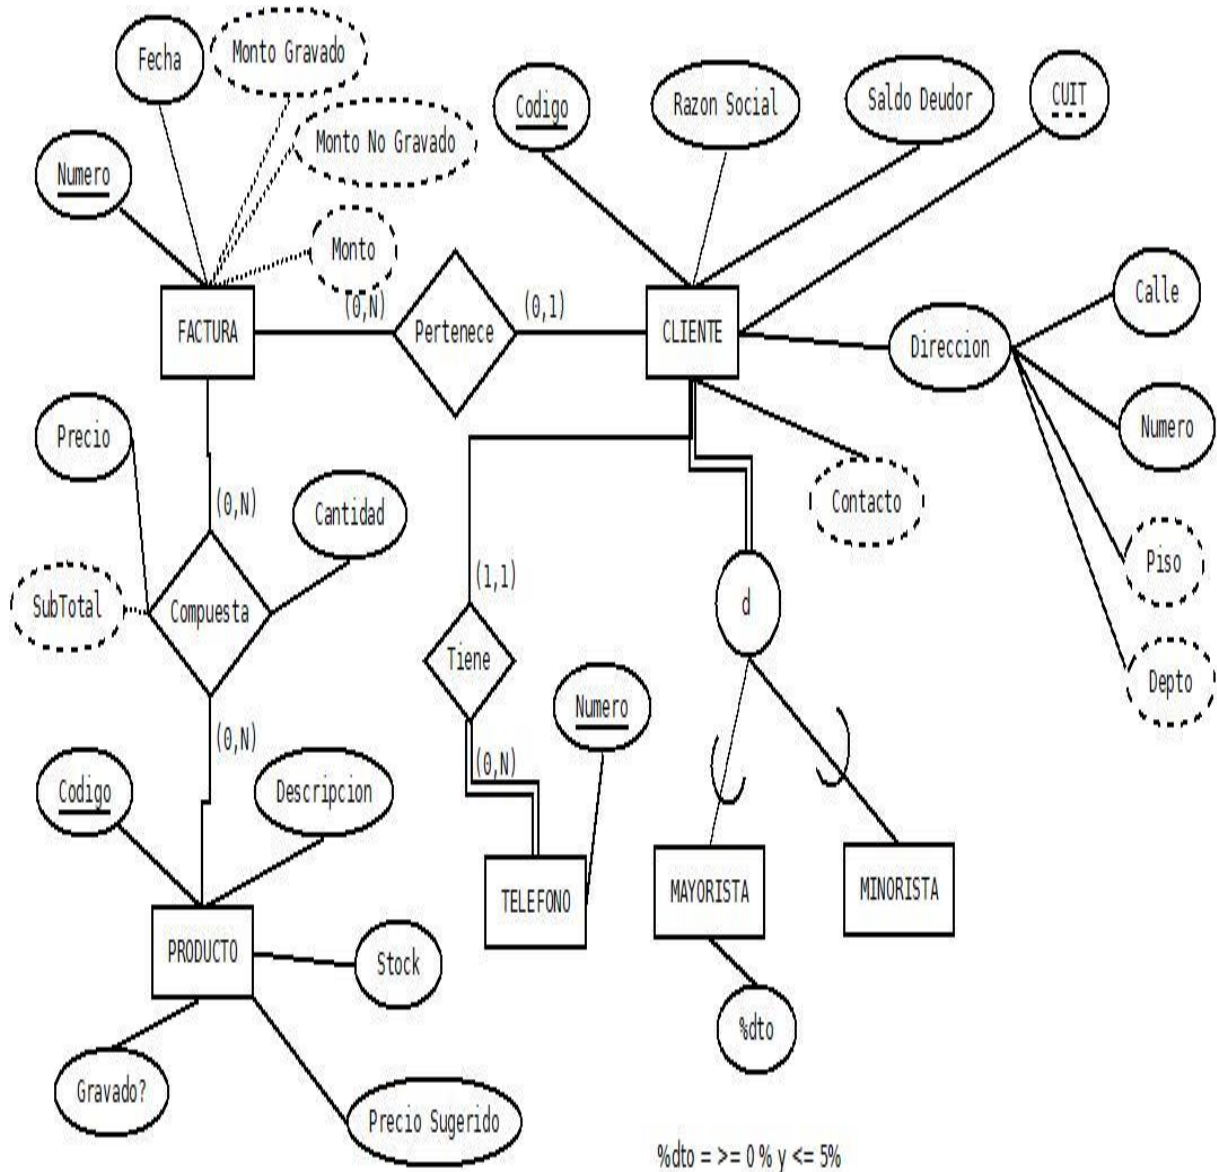 Fecha
Monto Gravado
Monto No Gravado
Numero
Monto
Codigo
Razon Social
Saldo Deudor
CUIT
FACTURA
(0,N)
Pertenece
(0,1)
CLIENTE
Direccion
Calle
Numero
Piso
Depto
Contacto
Precio
(0,N)
Cantidad
SubTotal
Compuesta
(0,N)
(1,1)
Tiene
(0,N)
Numero
TELEFONO
d
MAYORISTA
MINORISTA
%dto
Codigo
Descripcion
PRODUCTO
Stock
Gravado?
Precio Sugerido
%dto = >= 0 % y <= 5%